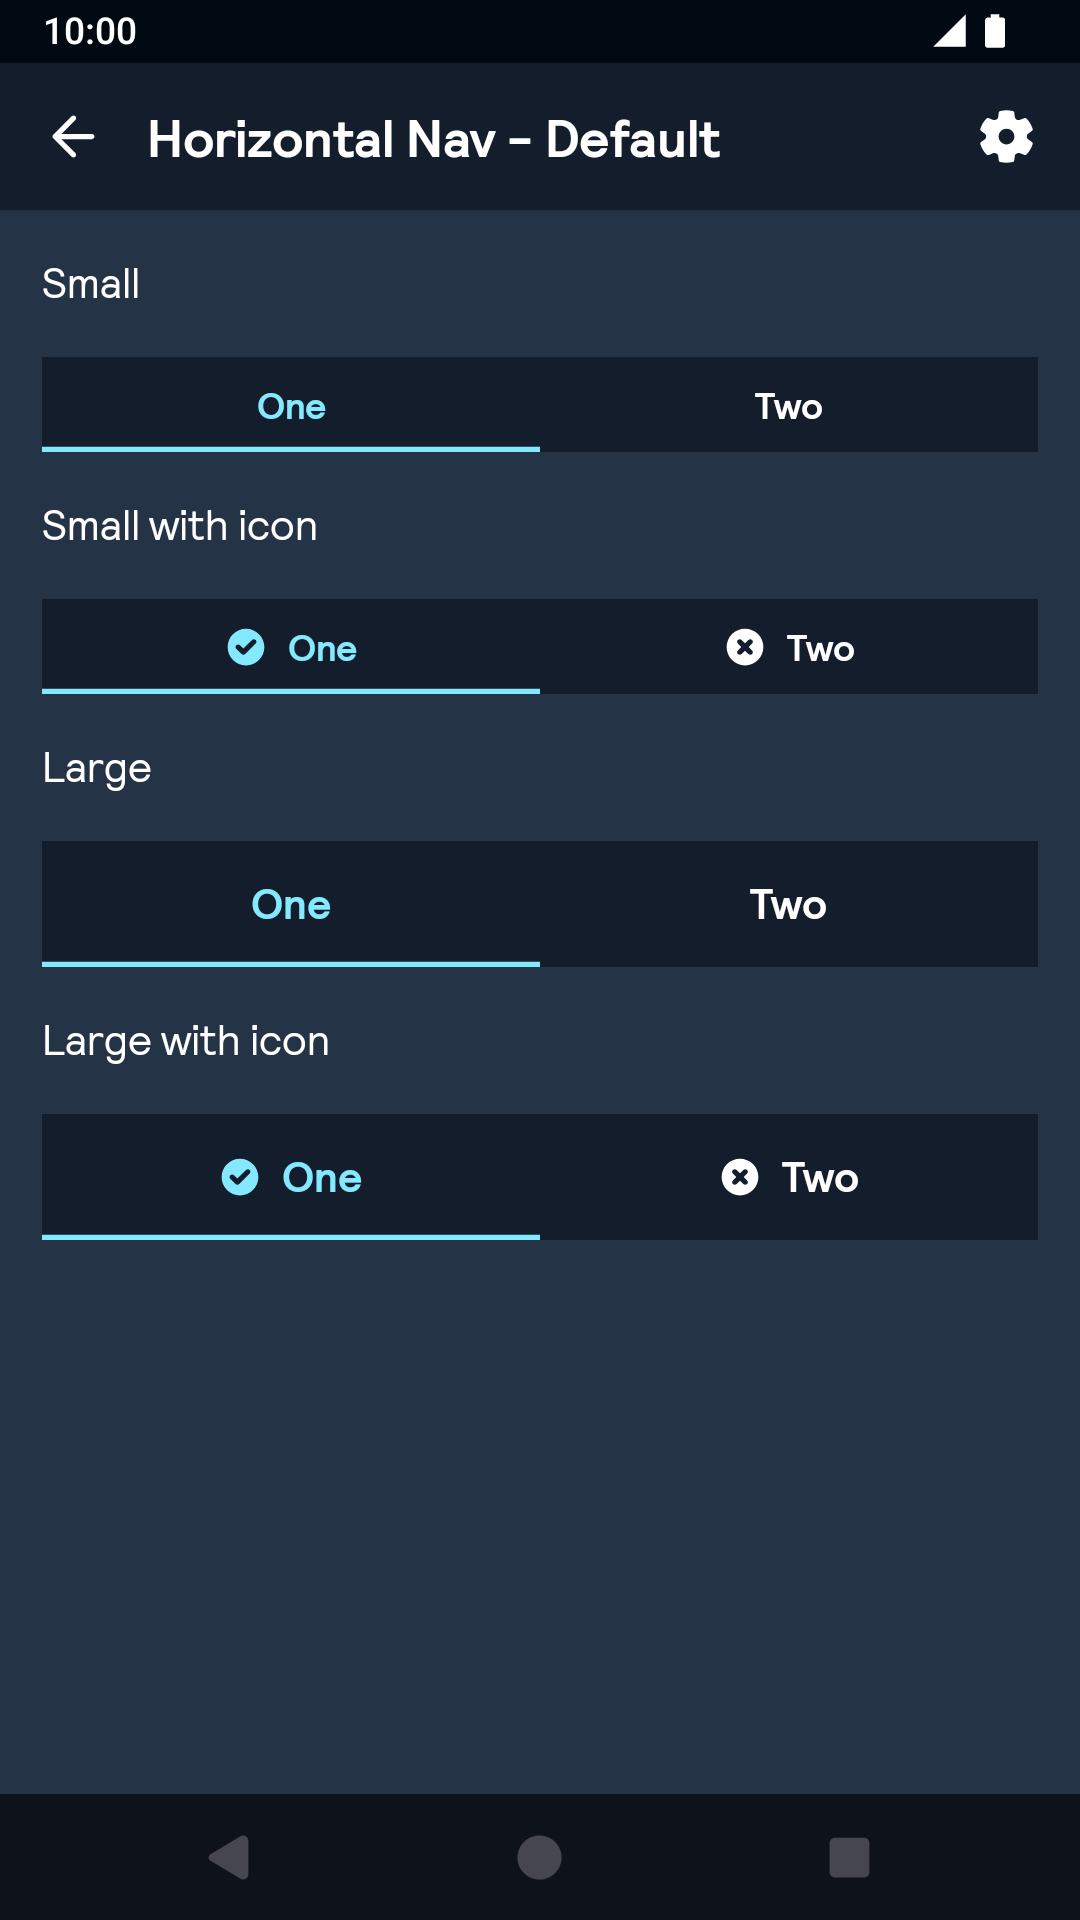 10:00
Horizontal Nav - Default
Small
One Two
Small with icon
One Two
Large
One Two
Large with icon
One Two